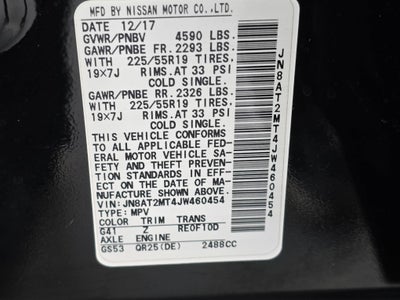 MFD BY NISSAN MOTOR CO.,LTD.
DATE 12/17
GVWR/PNBV 4590 LBS.
GAWR/PNBE FR. 2293 LBS.
WITH 225/55R19 TIRES,
19×7J RIMS.AT 33 PSI
COLD SINGLE.
GAWR/PNBE RR. 2326 LBS.
WITH 225/55R19 TIRES,
19×7J RIMS.AT 33 PSI
COLD SINGLE.
THIS VEHICLE CONFORMS
TO ALL APPLICABLE FED-
ERAL MOTOR VEHICLE SA-
FETY AND THEFT PREVEN-
TION STANDARDS IN EFF-
ECT ON THE DATE OF MA-
NUFACTURE SHOWN ABOVE.
VIN:JN8AT2MT4JW460454
TYPE:MPV
COLOR TRIM TRANS
G41 Z RE0F10D
AXLE ENGINE
GS53 QR25(DE) 2488CC
JN8AT2MT4JW460454